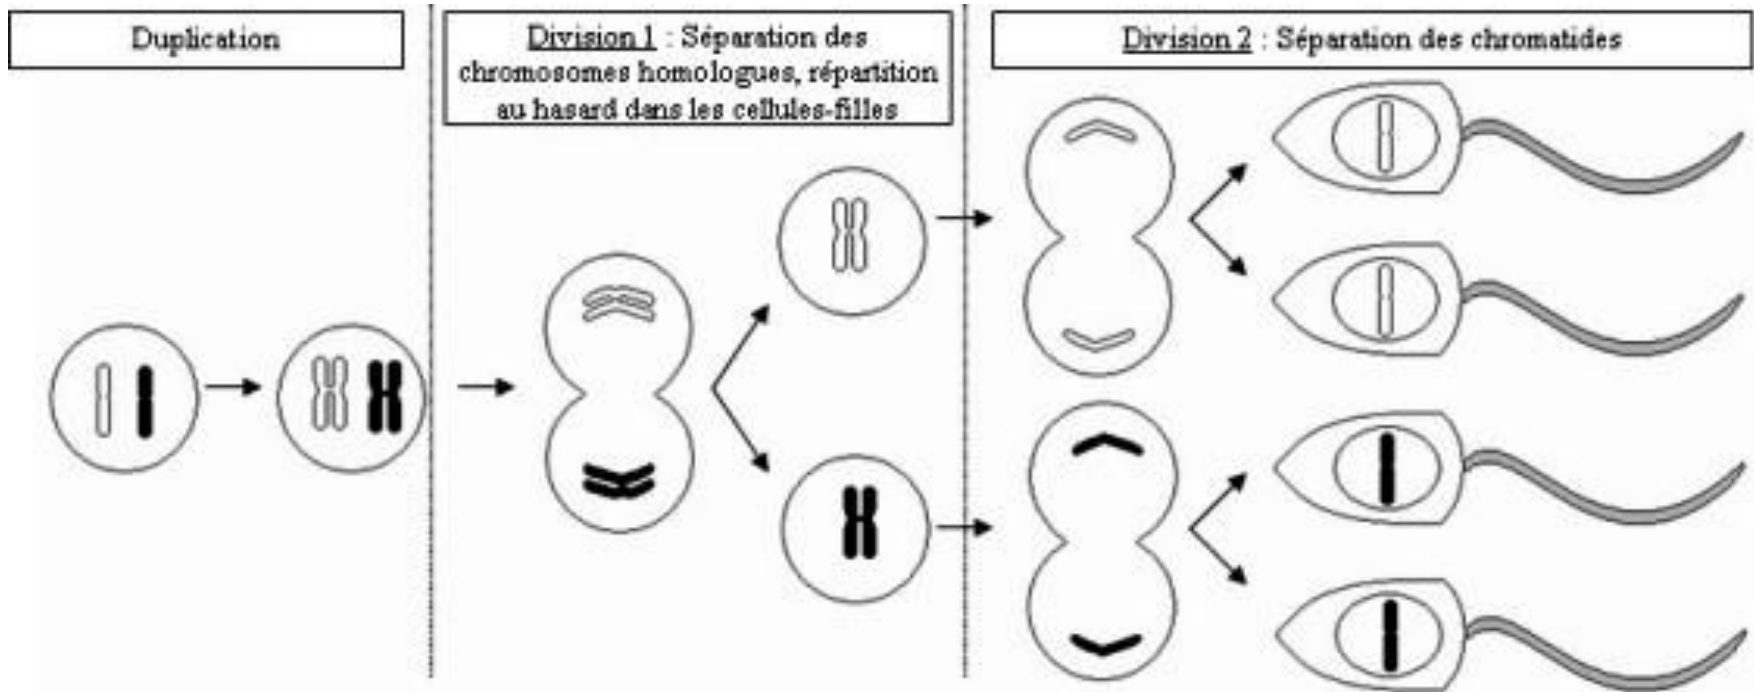 Duplication
Division 1 : Séparation des
chromosomes homologues, répartition
au hasard dans les cellules-filles
Division 2 : Séparation des chromatides